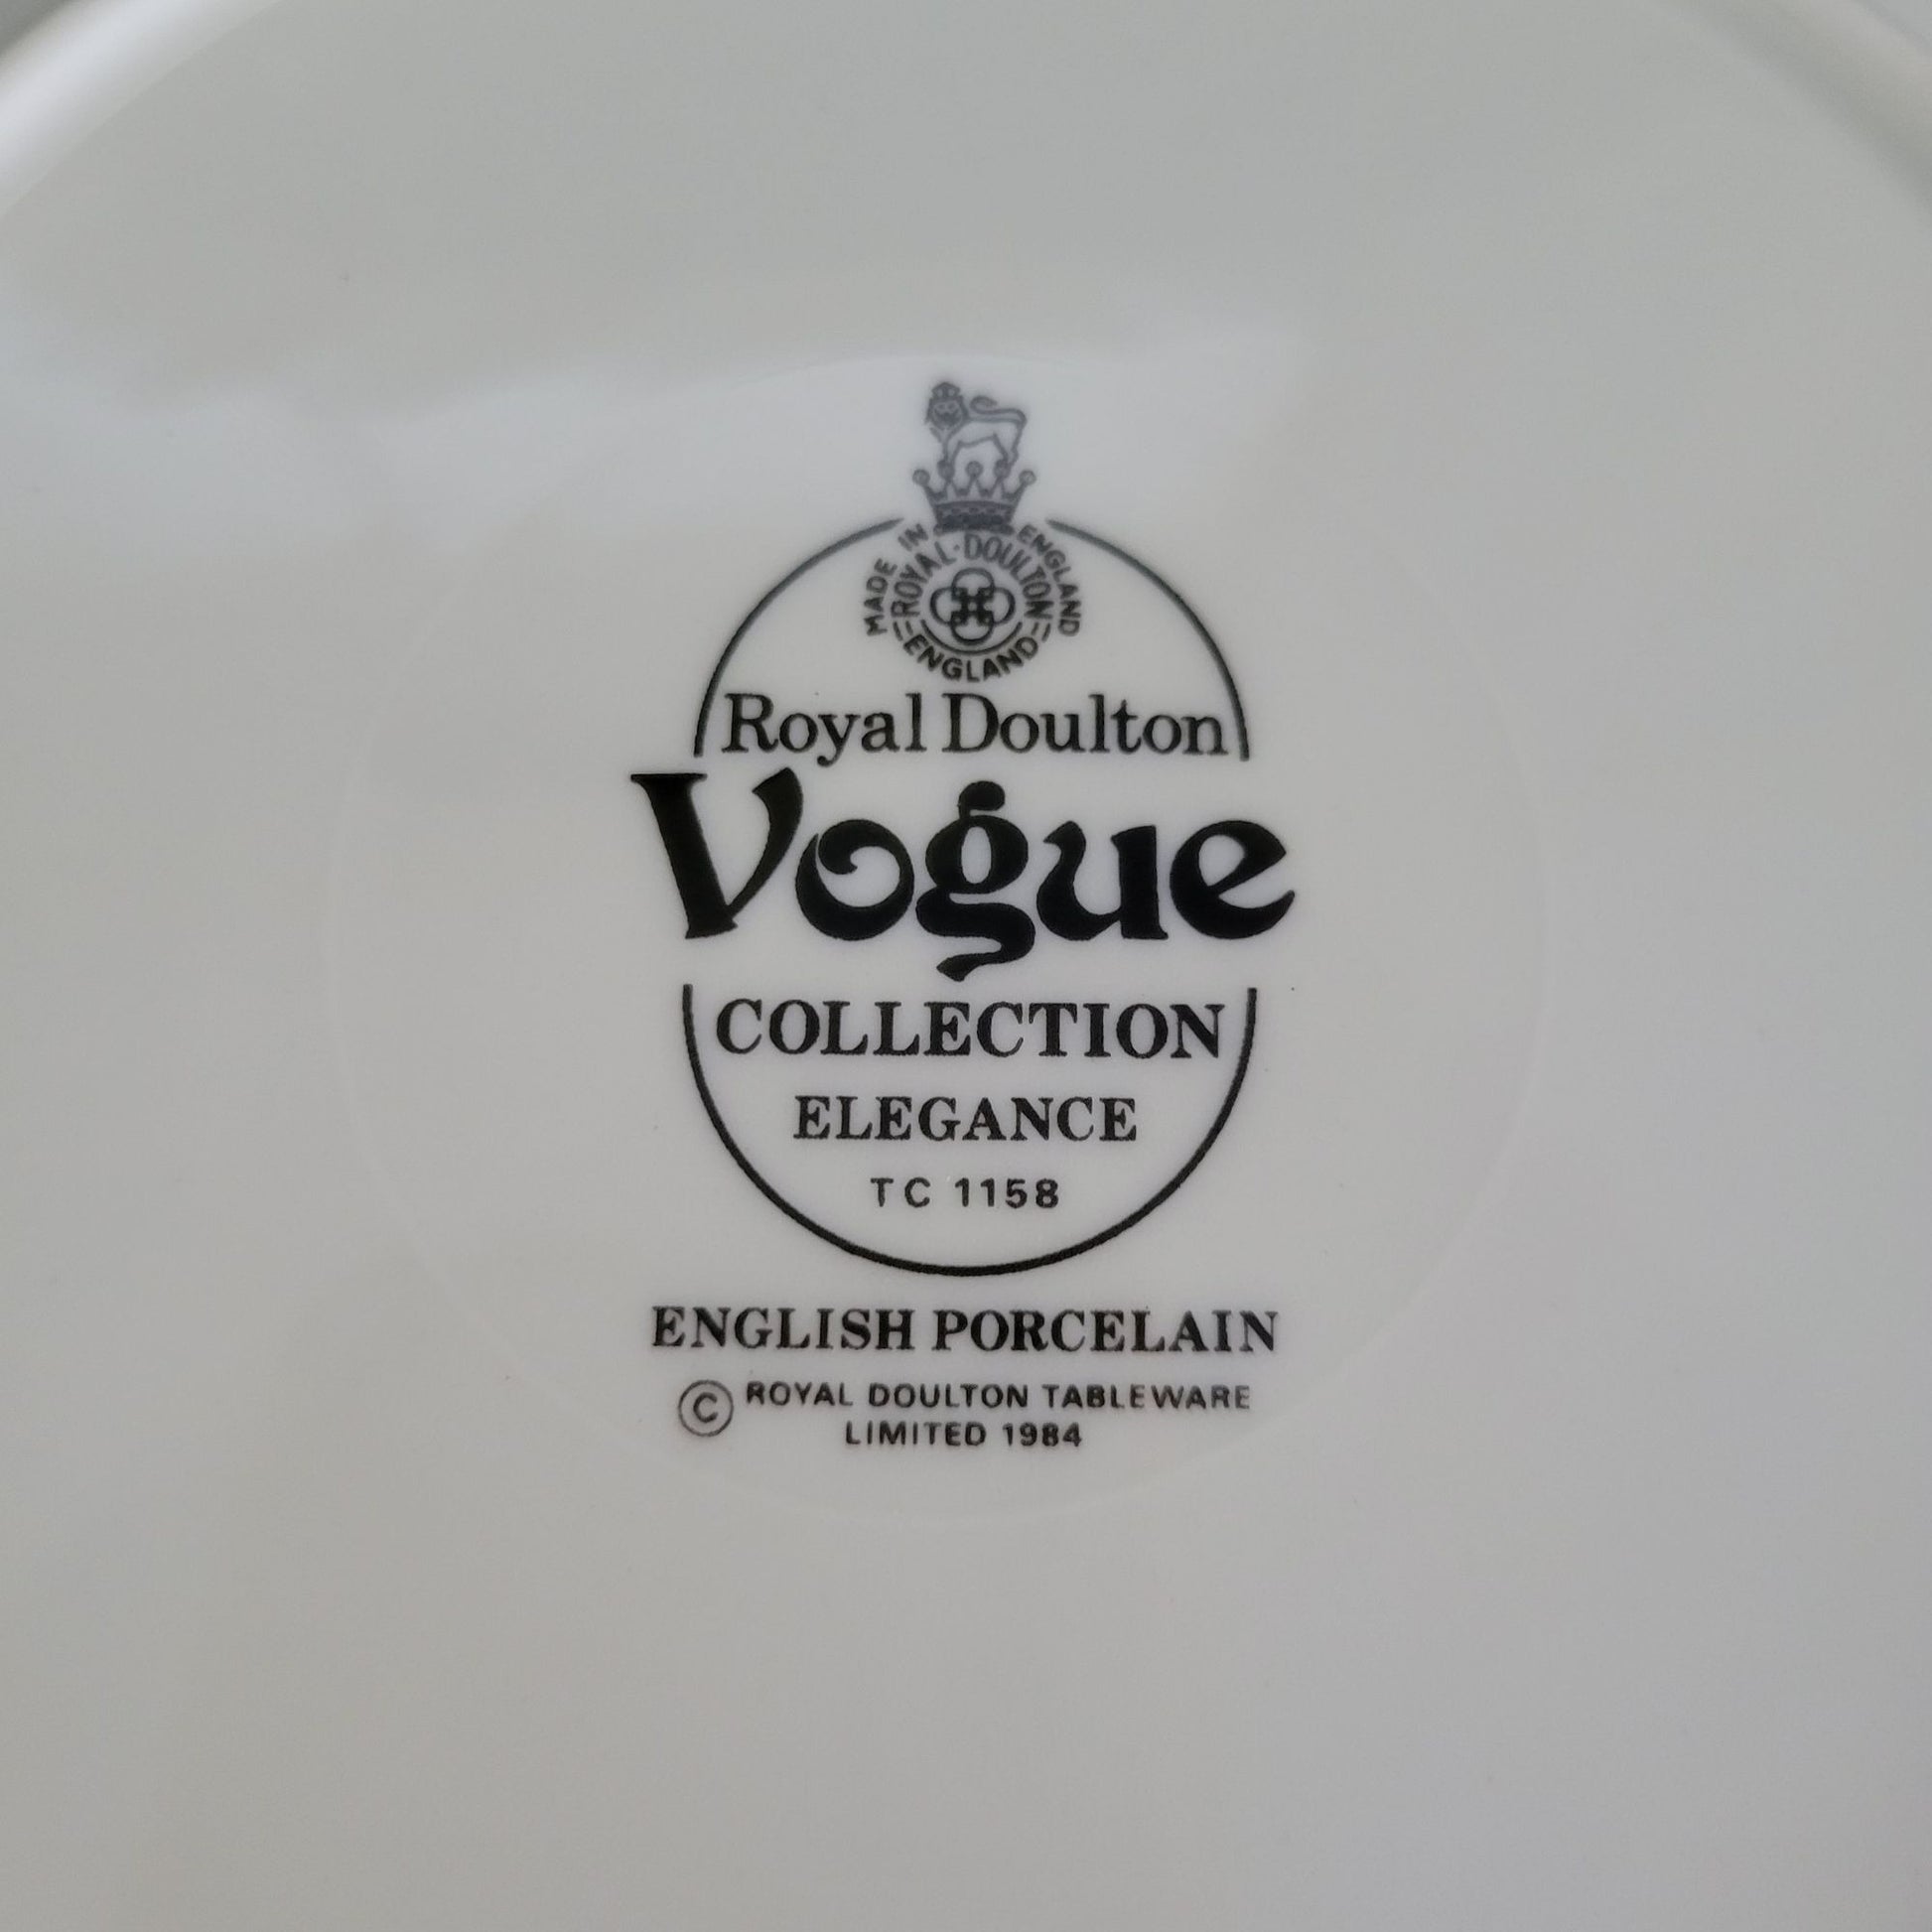 MADE IN ENGLAND
ROYAL·DOULTON
ENGLAND
Royal Doulton
Vogue
COLLECTION
ELEGANCE
TC 1158
ENGLISH PORCELAIN
© ROYAL DOULTON TABLEWARE
LIMITED 1984